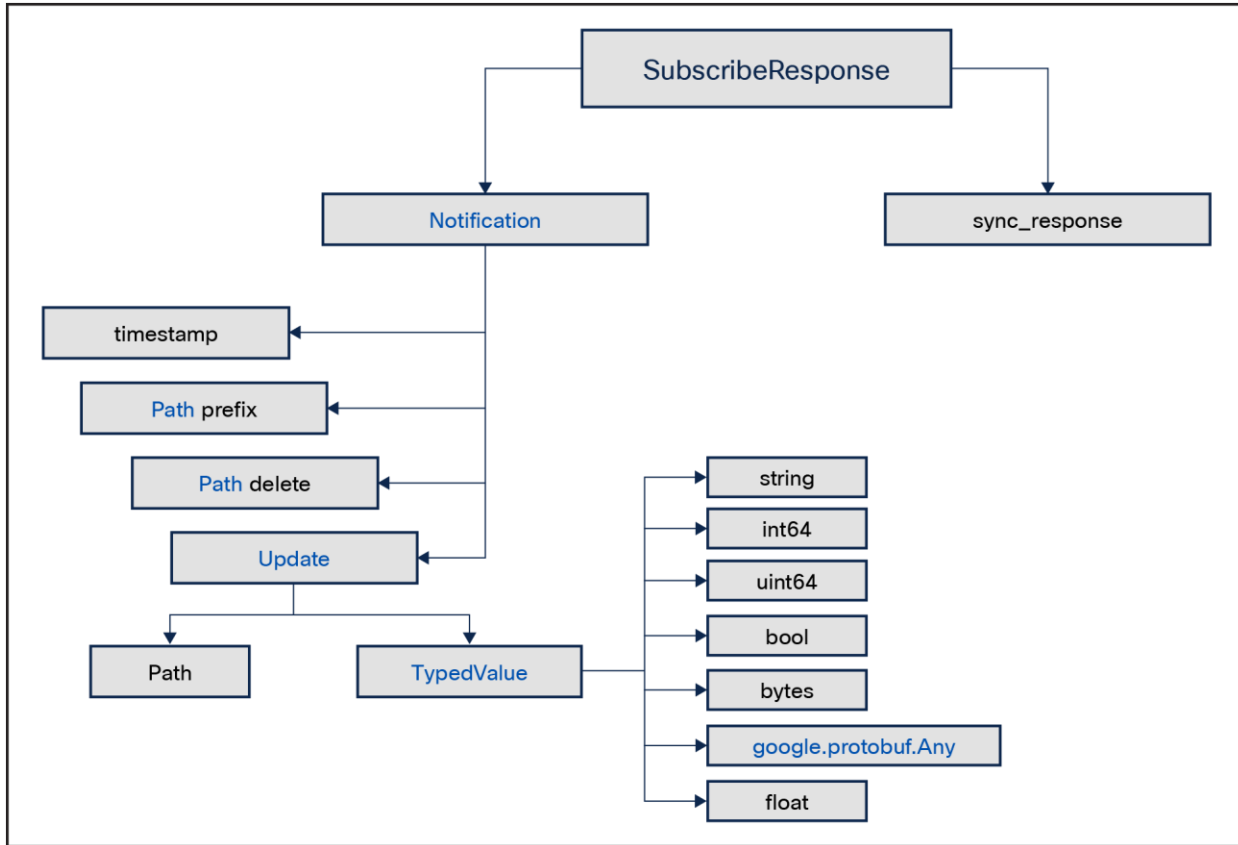 SubscribeResponse
Notification
sync_response
timestamp
Path prefix
Path delete
Update
Path
TypedValue
string
int64
uint64
bool
bytes
google.protobuf.Any
float